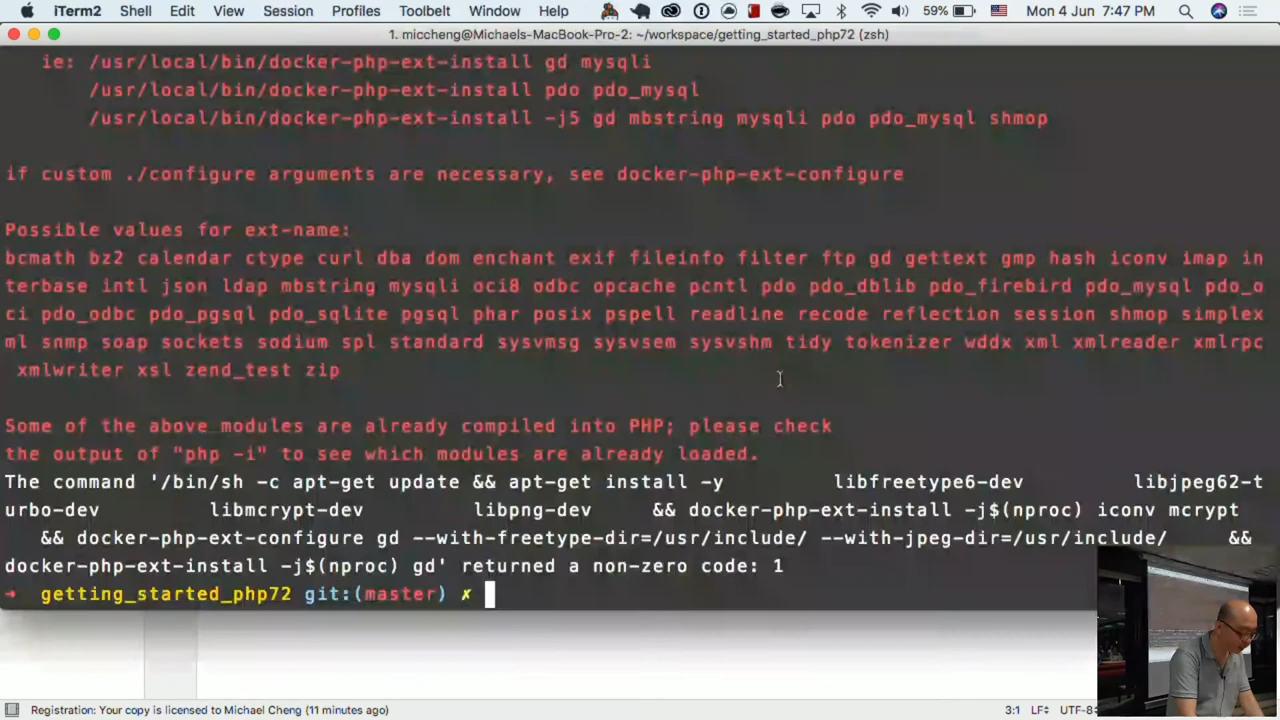 iTerm2 Shell Edit View Session Profiles Toolbelt Window Help 59% Mon 4 Jun 7:47 PM
1. miccheng@Michaels-MacBook-Pro-2: ~/workspace/getting_started_php72 (zsh)
ie: /usr/local/bin/docker-php-ext-install gd mysqli
/usr/local/bin/docker-php-ext-install pdo pdo_mysql
/usr/local/bin/docker-php-ext-install -j5 gd mbstring mysqli pdo pdo_mysql shmop
if custom ./configure arguments are necessary, see docker-php-ext-configure
Possible values for ext-name:
bcmath bz2 calendar ctype curl dba dom enchant exif fileinfo filter ftp gd gettext gmp hash iconv imap in
terbase intl json ldap mbstring mysqli oci8 odbc opcache pcntl pdo pdo_dblib pdo_firebird pdo_mysql pdo_o
ci pdo_odbc pdo_pgsql pdo_sqlite pgsql phar posix pspell readline recode reflection session shmop simplex
ml snmp soap sockets sodium spl standard sysvmsg sysvsem sysvshm tidy tokenizer wddx xml xmlreader xmlrpc
xmlwriter xsl zend_test zip
Some of the above modules are already compiled into PHP; please check
the output of "php -i" to see which modules are already loaded.
The command '/bin/sh -c apt-get update && apt-get install -y libfreetype6-dev libjpeg62-t
urbo-dev libmcrypt-dev libpng-dev && docker-php-ext-install -j$(nproc) iconv mcrypt
&& docker-php-ext-configure gd --with-freetype-dir=/usr/include/ --with-jpeg-dir=/usr/include/ &&
docker-php-ext-install -j$(nproc) gd' returned a non-zero code: 1
➜ getting_started_php72 git:(master) ✗
Registration: Your copy is licensed to Michael Cheng (11 minutes ago) 3:1 LF UTF-8